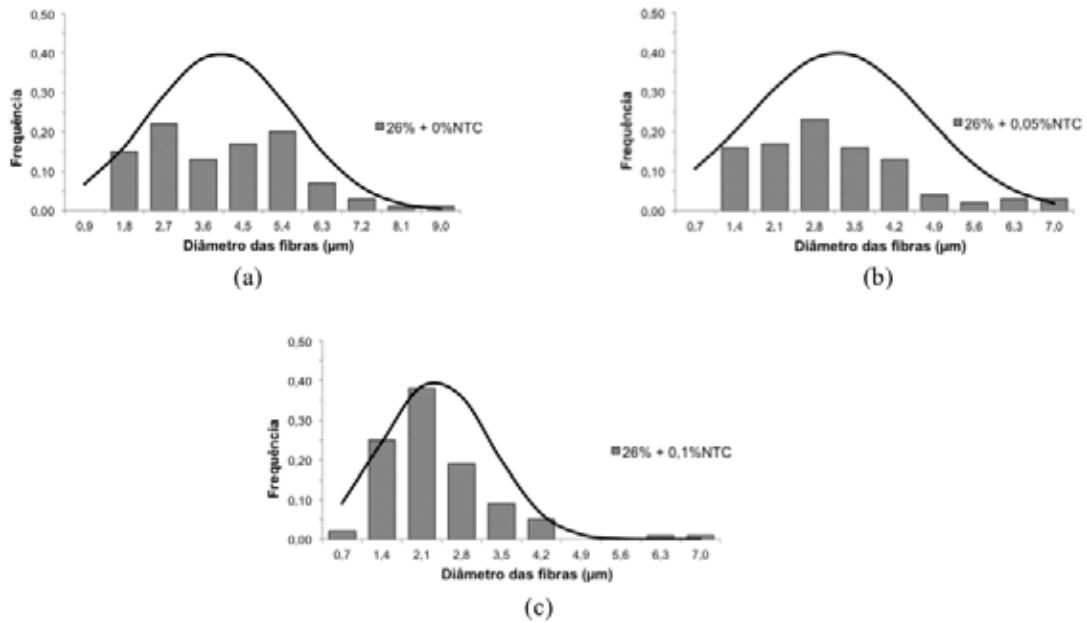 0,50
0,40
0,30
0,20
0,10
0,00
Frequência
26% + 0%NTC
0,9 1,8 2,7 3,6 4,5 5,4 6,3 7,2 8,1 9,0
Diâmetro das fibras (µm)
(a)
0,50
0,40
0,30
0,20
0,10
0,00
Frequência
26% + 0,05%NTC
0,7 1,4 2,1 2,8 3,5 4,2 4,9 5,6 6,3 7,0
Diâmetro das fibras (µm)
(b)
0,50
0,40
0,30
0,20
0,10
0,00
Frequência
26% + 0,1%NTC
0,7 1,4 2,1 2,8 3,5 4,2 4,9 5,6 6,3 7,0
Diâmetro das fibras (µm)
(c)